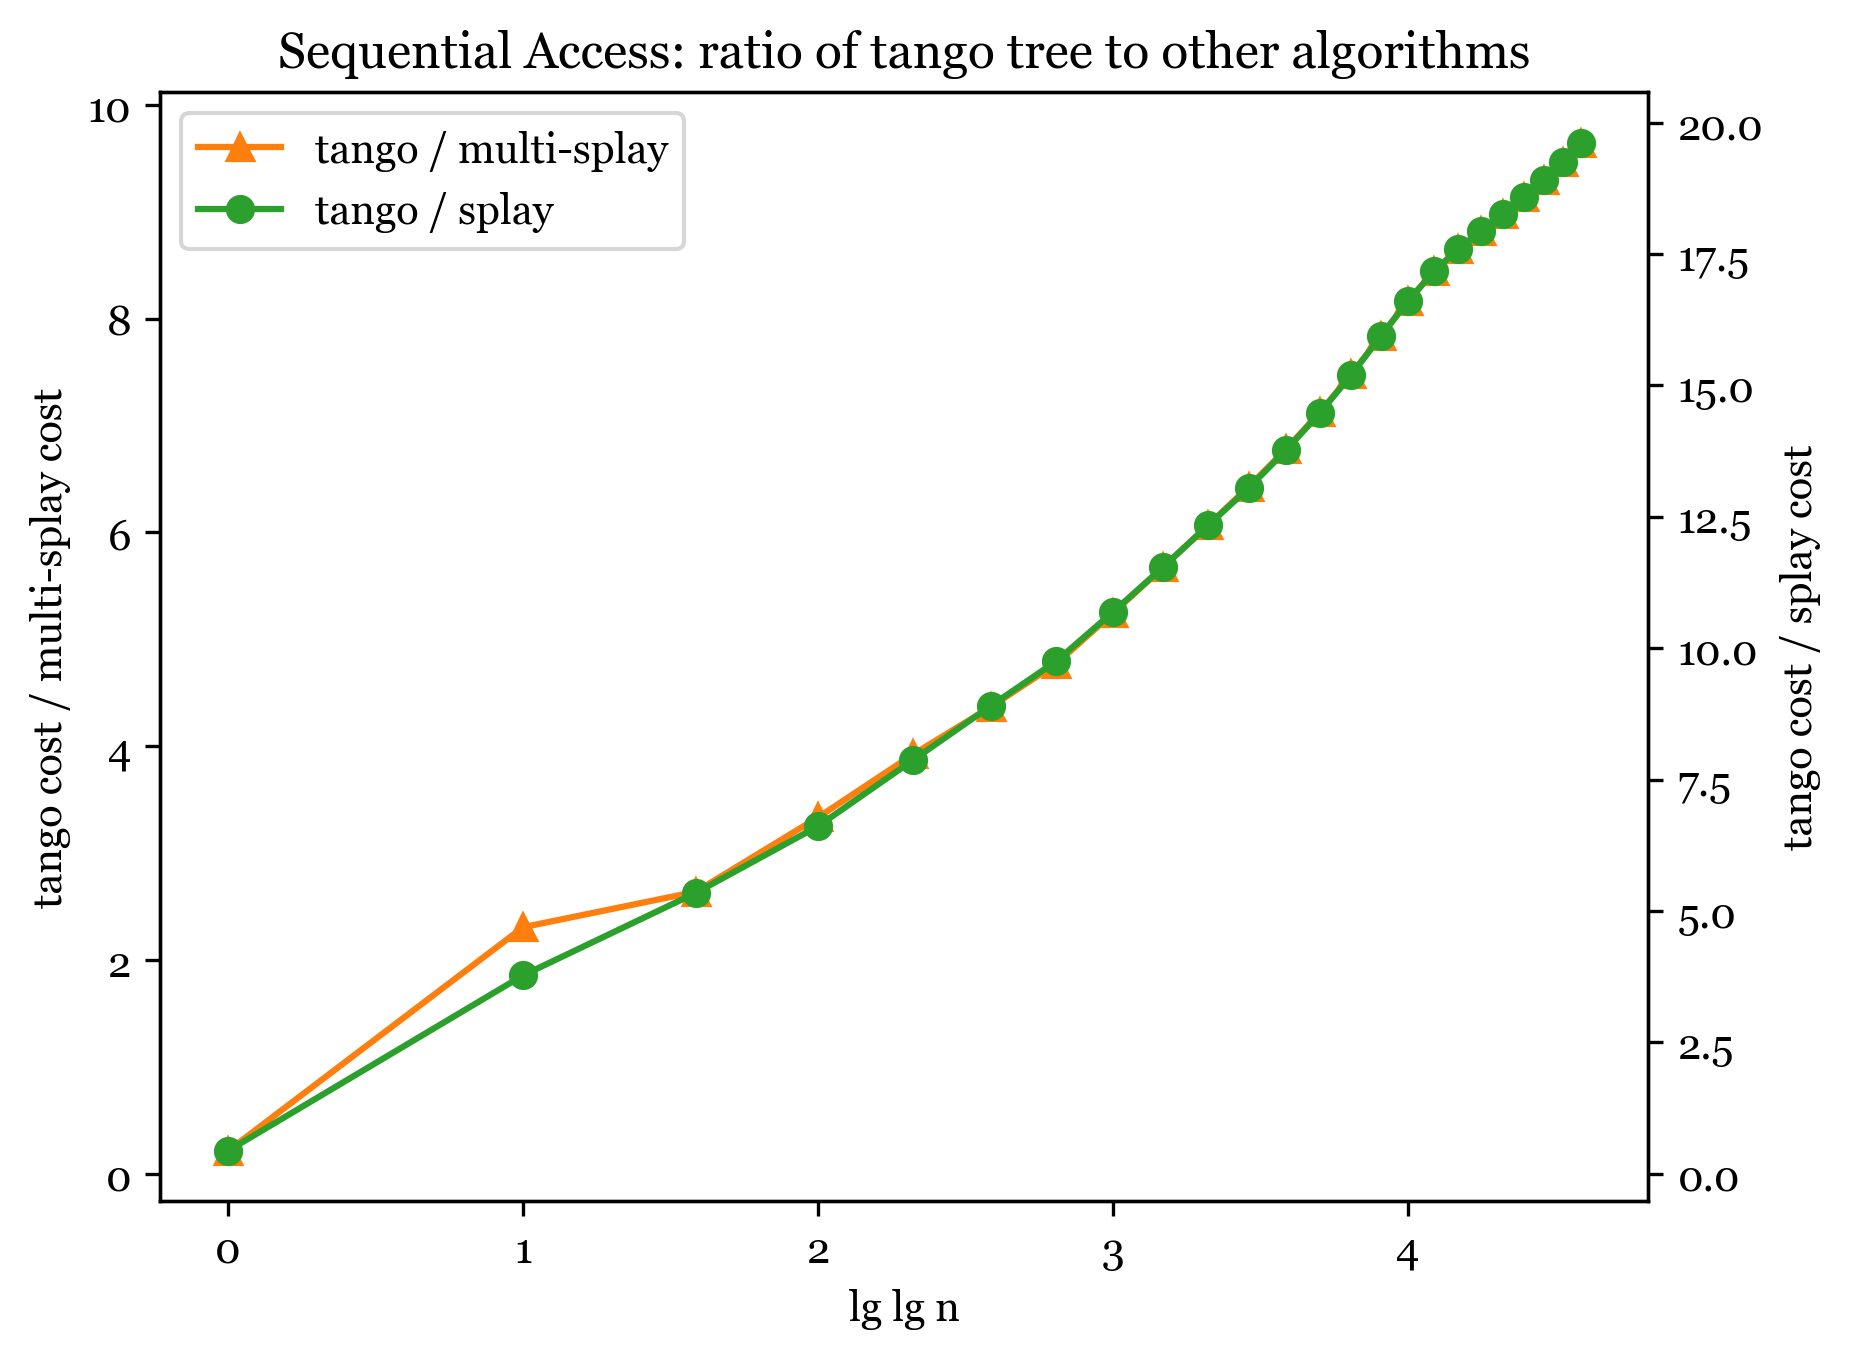 Sequential Access: ratio of tango tree to other algorithms
tango / multi-splay
tango / splay
tango cost / multi-splay cost
10
8
6
4
2
0
20.0
17.5
15.0
12.5
10.0
7.5
5.0
2.5
0.0
tango cost / splay cost
0 1 2 3 4
lg lg n